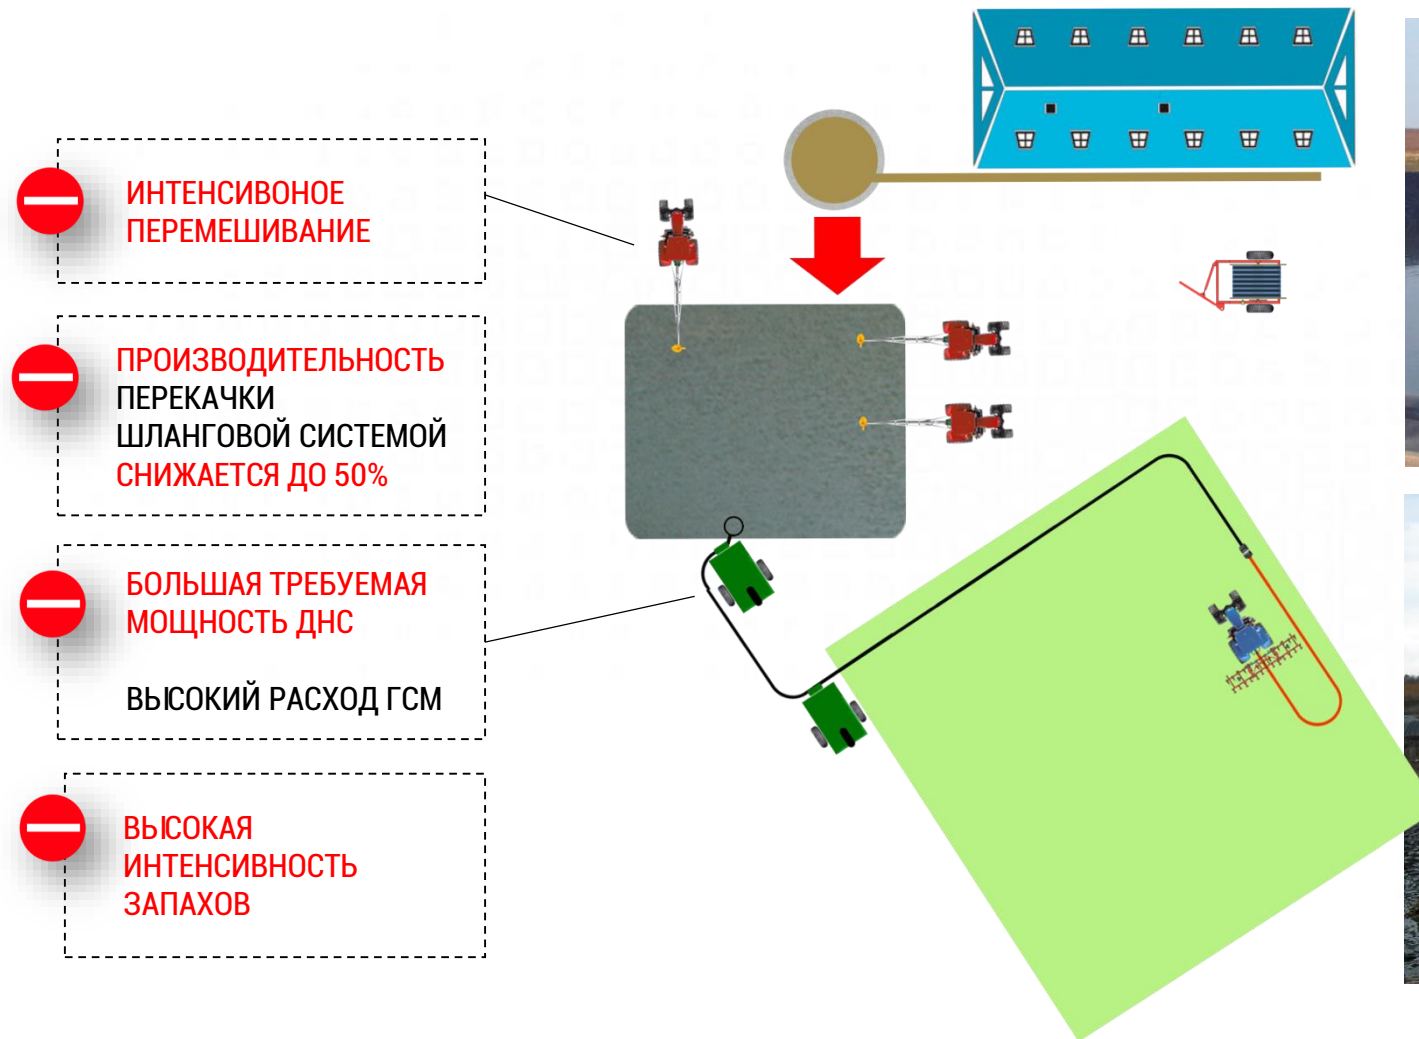 ИНТЕНСИВОНОЕ
ПЕРЕМЕШИВАНИЕ
ПРОИЗВОДИТЕЛЬНОСТЬ
ПЕРЕКАЧКИ
ШЛАНГОВОЙ СИСТЕМОЙ
СНИЖАЕТСЯ ДО 50%
БОЛЬШАЯ ТРЕБУЕМАЯ
МОЩНОСТЬ ДНС
ВЫСОКИЙ РАСХОД ГСМ
ВЫСОКАЯ
ИНТЕНСИВНОСТЬ
ЗАПАХОВ